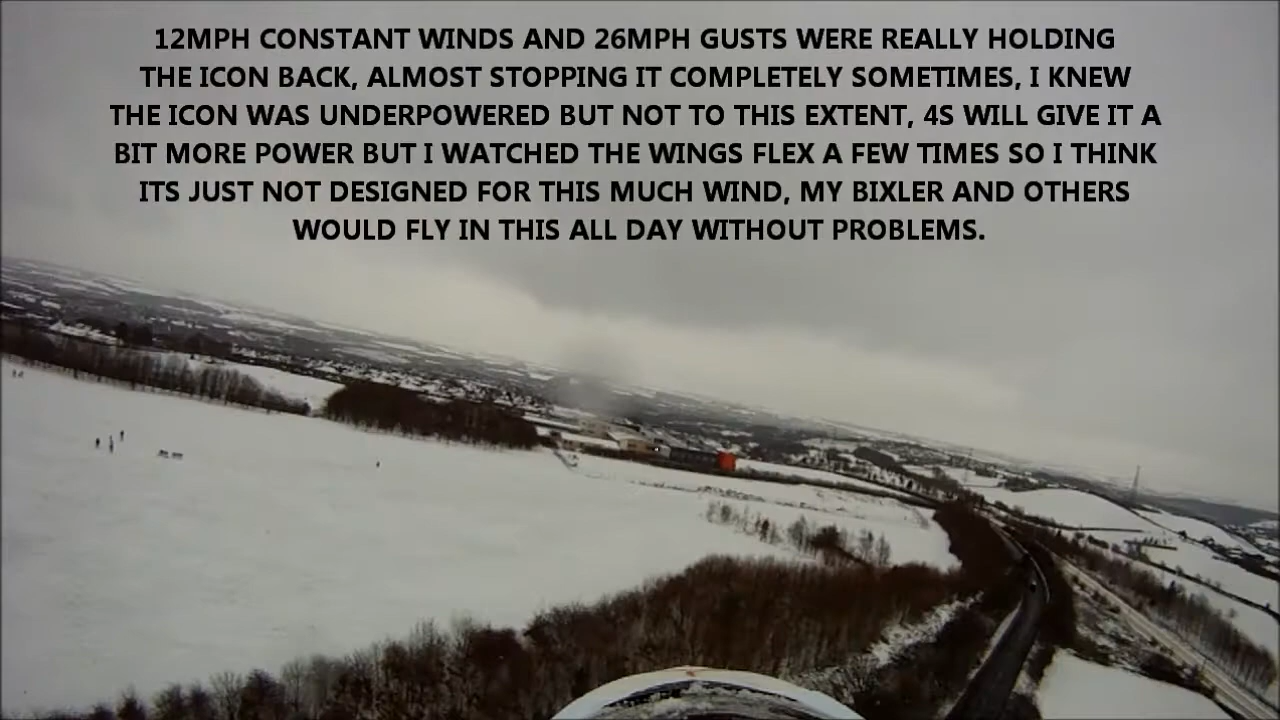 12MPH CONSTANT WINDS AND 26MPH GUSTS WERE REALLY HOLDING
THE ICON BACK, ALMOST STOPPING IT COMPLETELY SOMETIMES, I KNEW
THE ICON WAS UNDERPOWERED BUT NOT TO THIS EXTENT, 4S WILL GIVE IT A
BIT MORE POWER BUT I WATCHED THE WINGS FLEX A FEW TIMES SO I THINK
ITS JUST NOT DESIGNED FOR THIS MUCH WIND, MY BIXLER AND OTHERS
WOULD FLY IN THIS ALL DAY WITHOUT PROBLEMS.